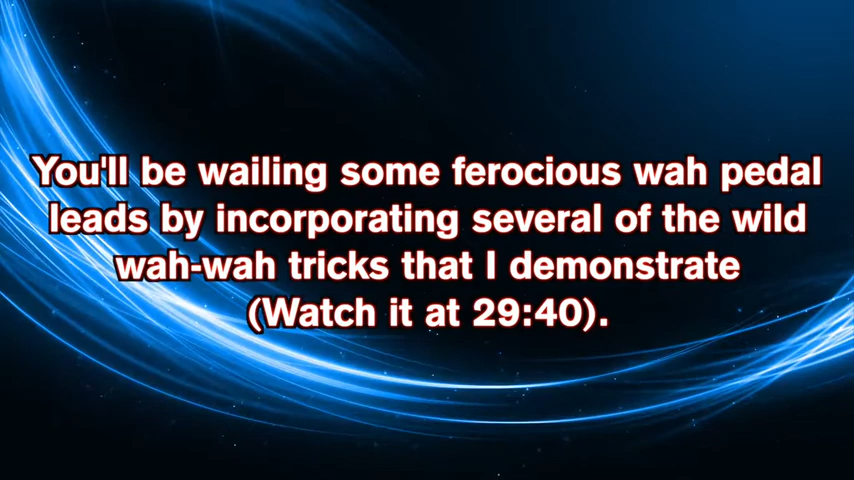 You'll be wailing some ferocious wah pedal
leads by incorporating several of the wild
wah-wah tricks that I demonstrate
(Watch it at 29:40).